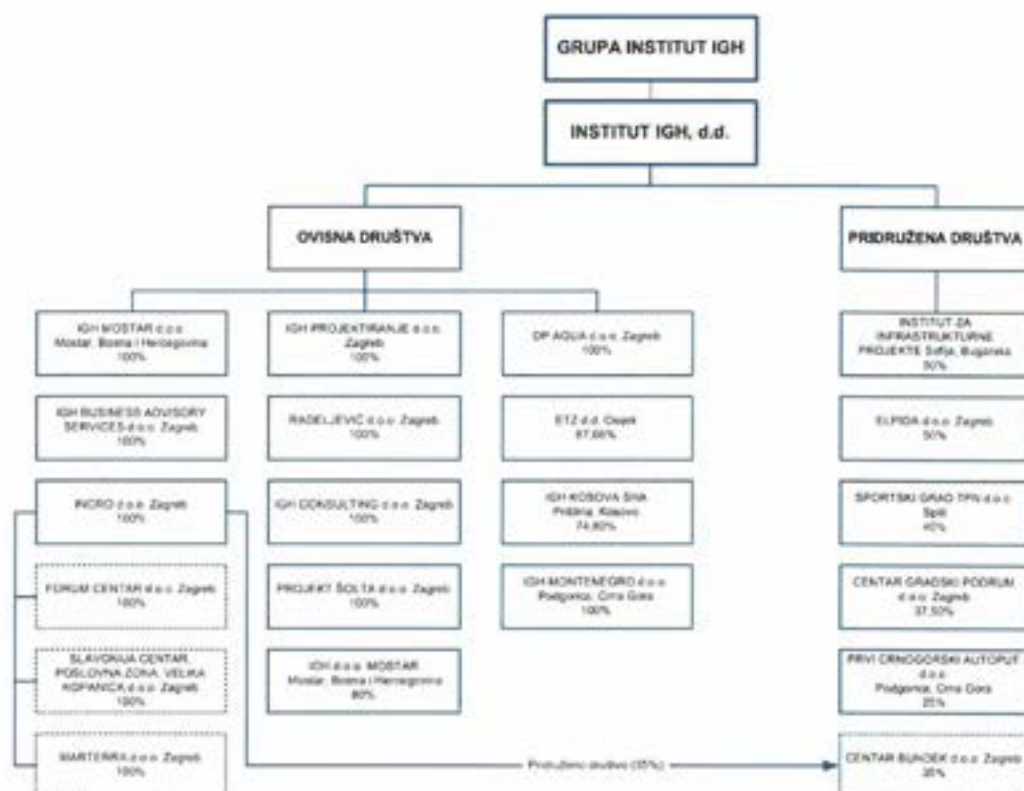 GRUPA INSTITUT IGH
INSTITUT IGH, d.d.
OVISNA DRUŠTVA
PRIDRUŽENA DRUŠTVA
IGH MOSTAR d.o.o.
Mostar, Bosna i Hercegovina
100%
IGH BUSINESS ADVISORY
SERVICES d.o.o. Zagreb
100%
INCRO d.o.o. Zagreb
100%
FORUM CENTAR d.o.o. Zagreb
100%
SLAVONIJA CENTAR,
POSLOVNA ZONA, VELIKA
KOPANICA d.o.o. Zagreb
100%
MARTERRA d.o.o. Zagreb
100%
IGH PROJEKTIRANJE d.o.o.
Zagreb
100%
RADELJEVIĆ d.o.o. Zagreb
100%
IGH CONSULTING d.o.o. Zagreb
100%
PROJEKT ŠOLTA d.o.o. Zagreb
100%
IGH d.o.o. MOSTAR
Mostar, Bosna i Hercegovina
80%
DP AQUA d.o.o. Zagreb
100%
ETZ d.d. Osijek
IGH KOSOVA SHA
Priština, Kosovo
74,80%
IGH MONTENEGRO d.o.o.
Podgorica, Crna Gora
100%
INSTITUT ZA
INFRASTRUKTURNE
PROJEKTE Sofija, Bugarska
50%
ELPIDA d.o.o. Zagreb
50%
SPORTSKI GRAD TPN d.o.o.
Split
40%
CENTAR GRADSKI PODRUM
d.o.o. Zagreb
37,50%
PRVI CRNOGORSKI AUTOPUT
d.o.o.
Podgorica, Crna Gora
25%
CENTAR BUNDEK d.o.o. Zagreb
35%
Pridruženo društvo (35%)